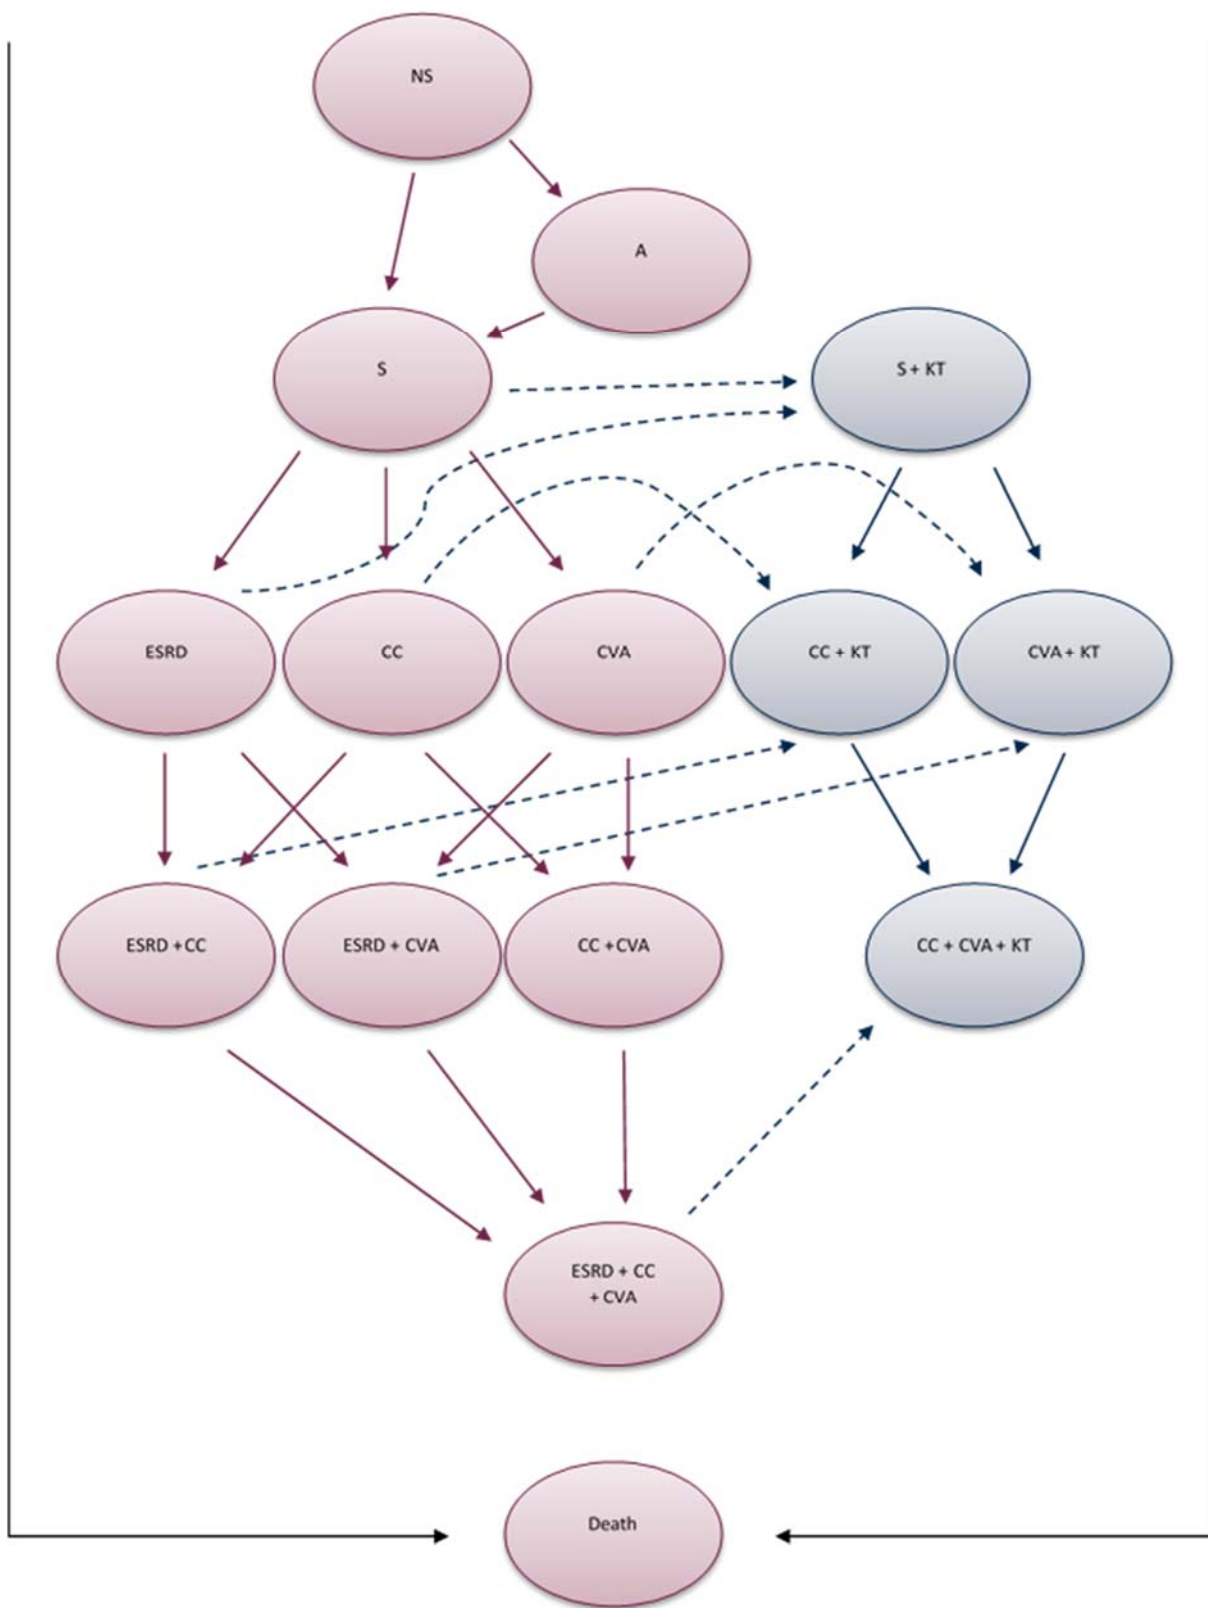 NS
A
S
S + KT
ESRD
CC
CVA
CC + KT
CVA + KT
ESRD +CC
ESRD + CVA
CC +CVA
CC + CVA + KT
ESRD + CC
+ CVA
Death